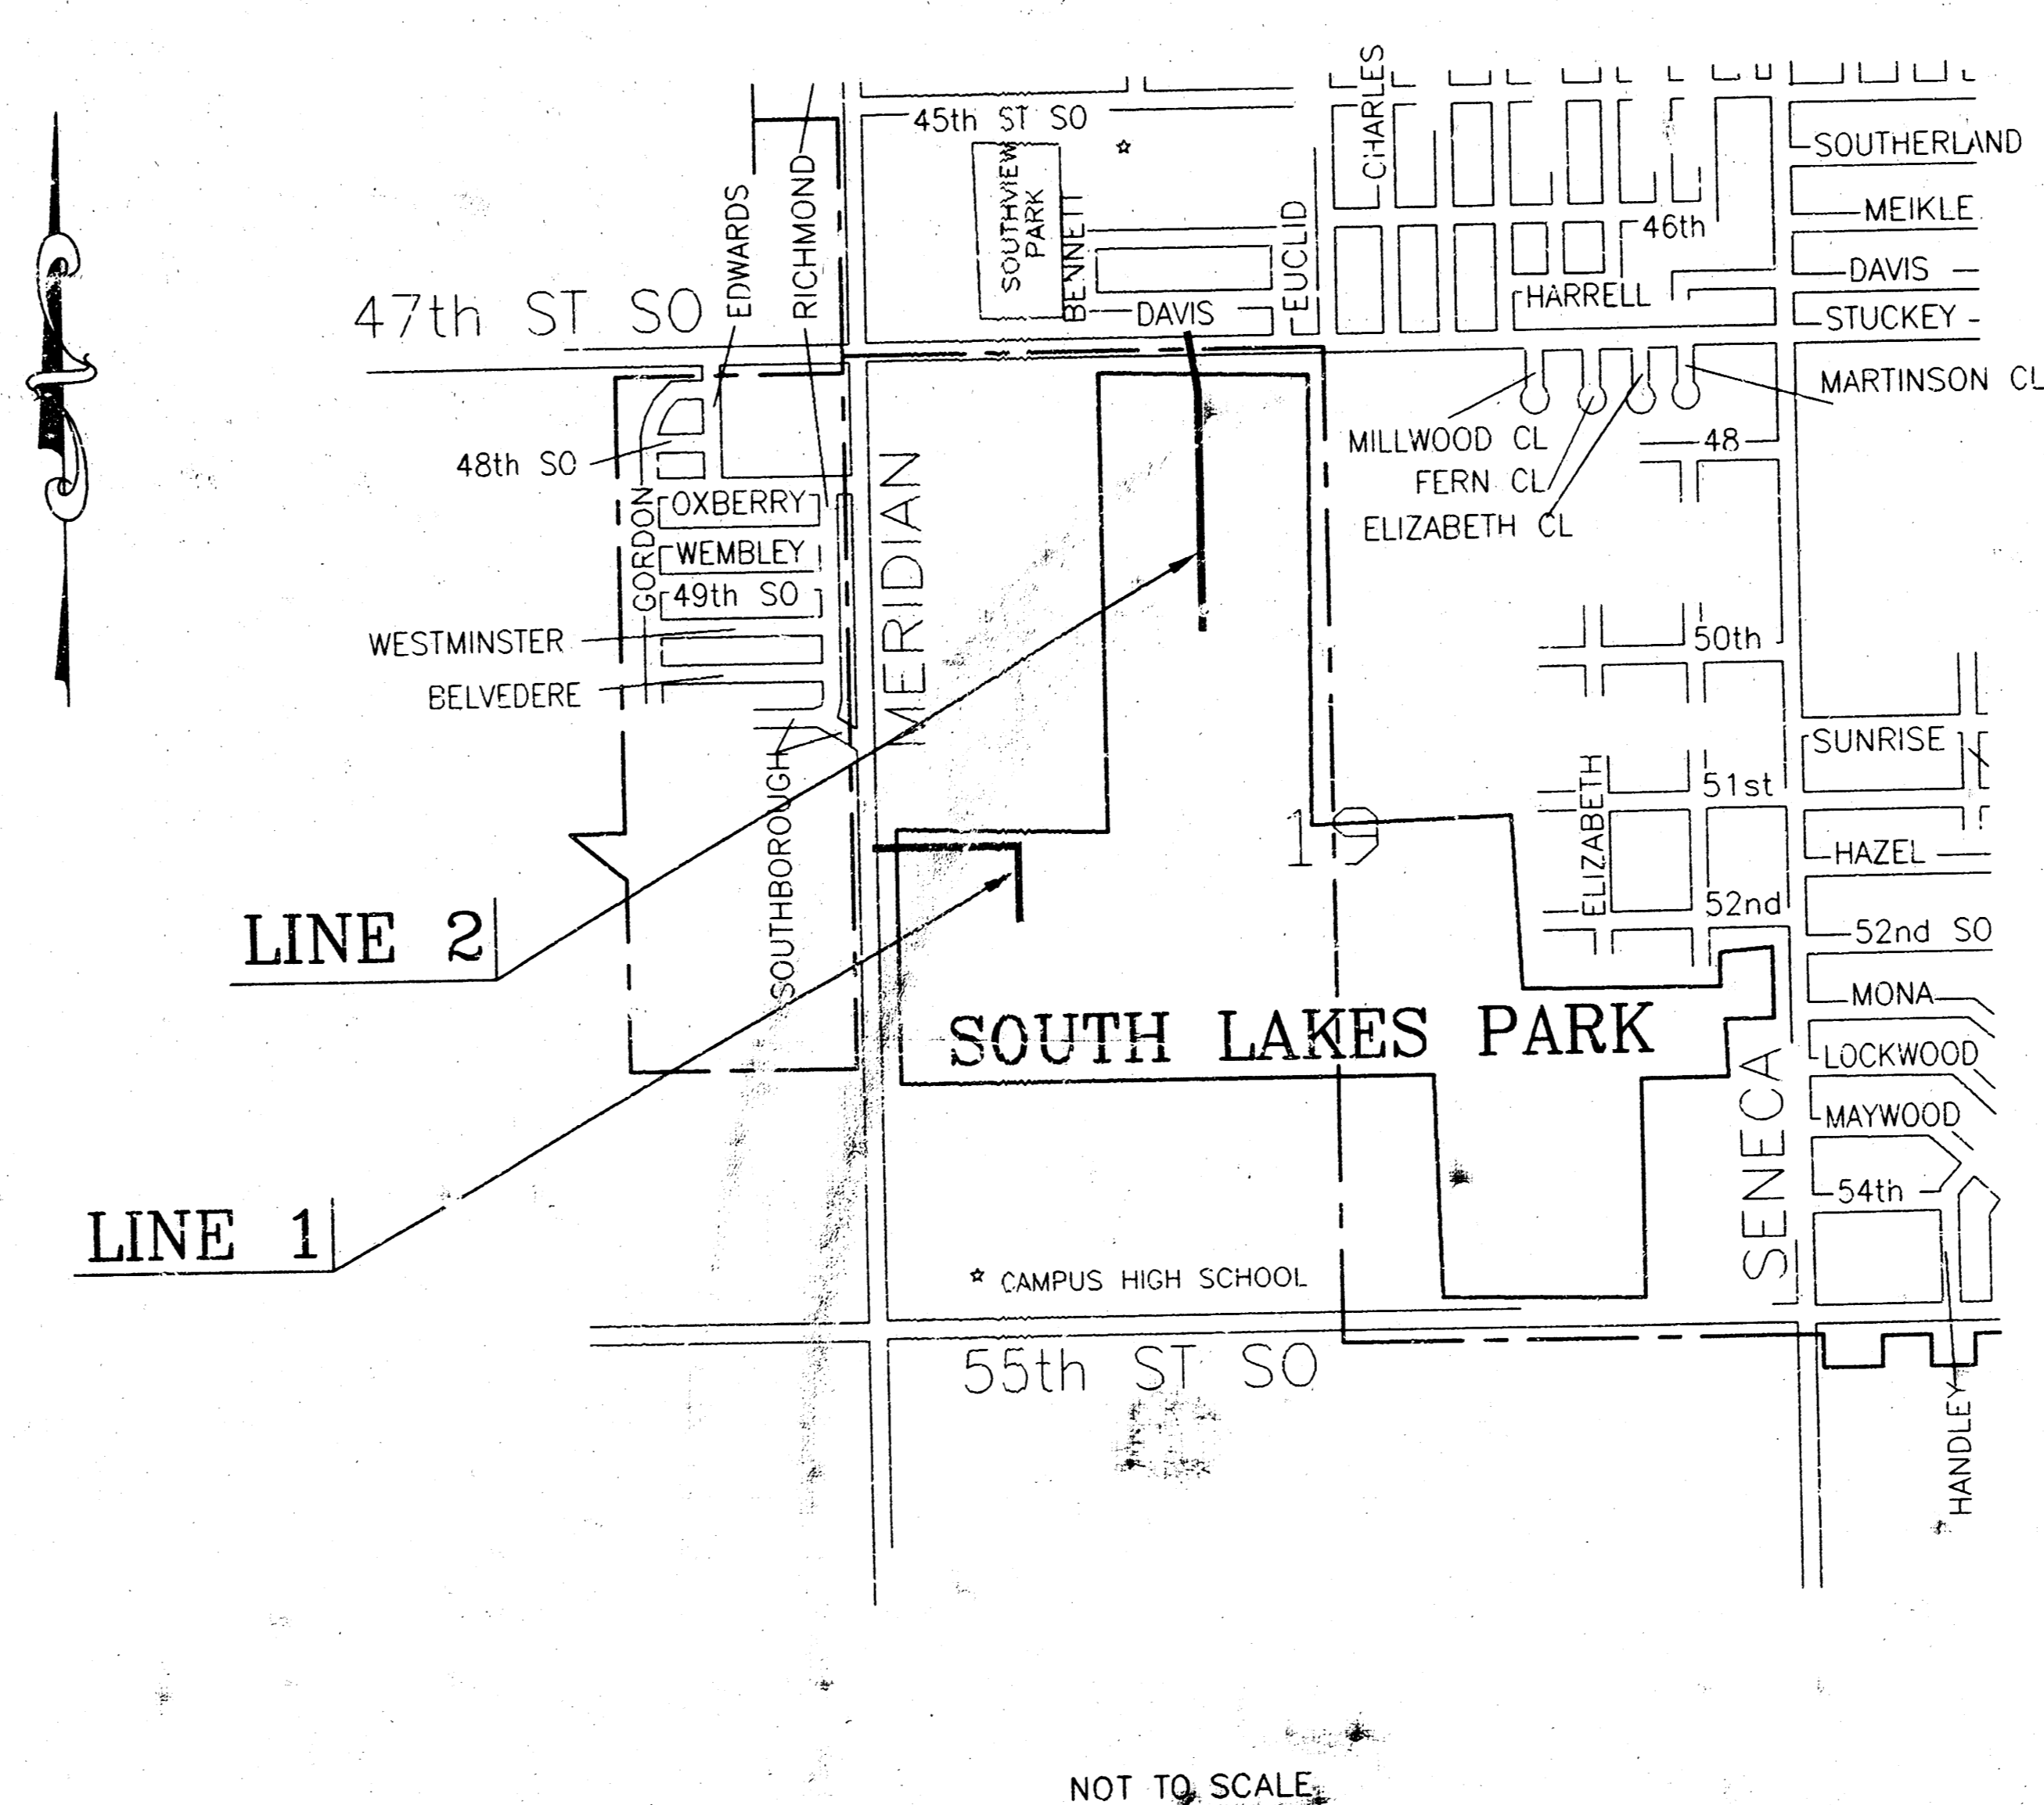 CHARLES
45th ST SO
SOUTHERLAND
SOUTHVIEW
PARK
EDWARDS
RICHMOND
BENNETT
EUCLID
MEIKLE
46th
DAVIS
HARRELL
47th ST SO
DAVIS
STUCKEY
MARTINSON CL
MILLWOOD CL
48
48th SO
FERN CL
GORDON
OXBERRY
MERIDIAN
ELIZABETH CL
WEMBLEY
49th SO
WESTMINSTER
50th
BELVEDERE
SUNRISE
51st
SOUTHBOROUGH
19
ELIZABETH
HAZEL
52nd
LINE 2
52nd SO
MONA
SOUTH LAKES PARK
LOCKWOOD
SENECA
MAYWOOD
54th
LINE 1
CAMPUS HIGH SCHOOL
55th ST SO
HANDLEY
NOT TO SCALE